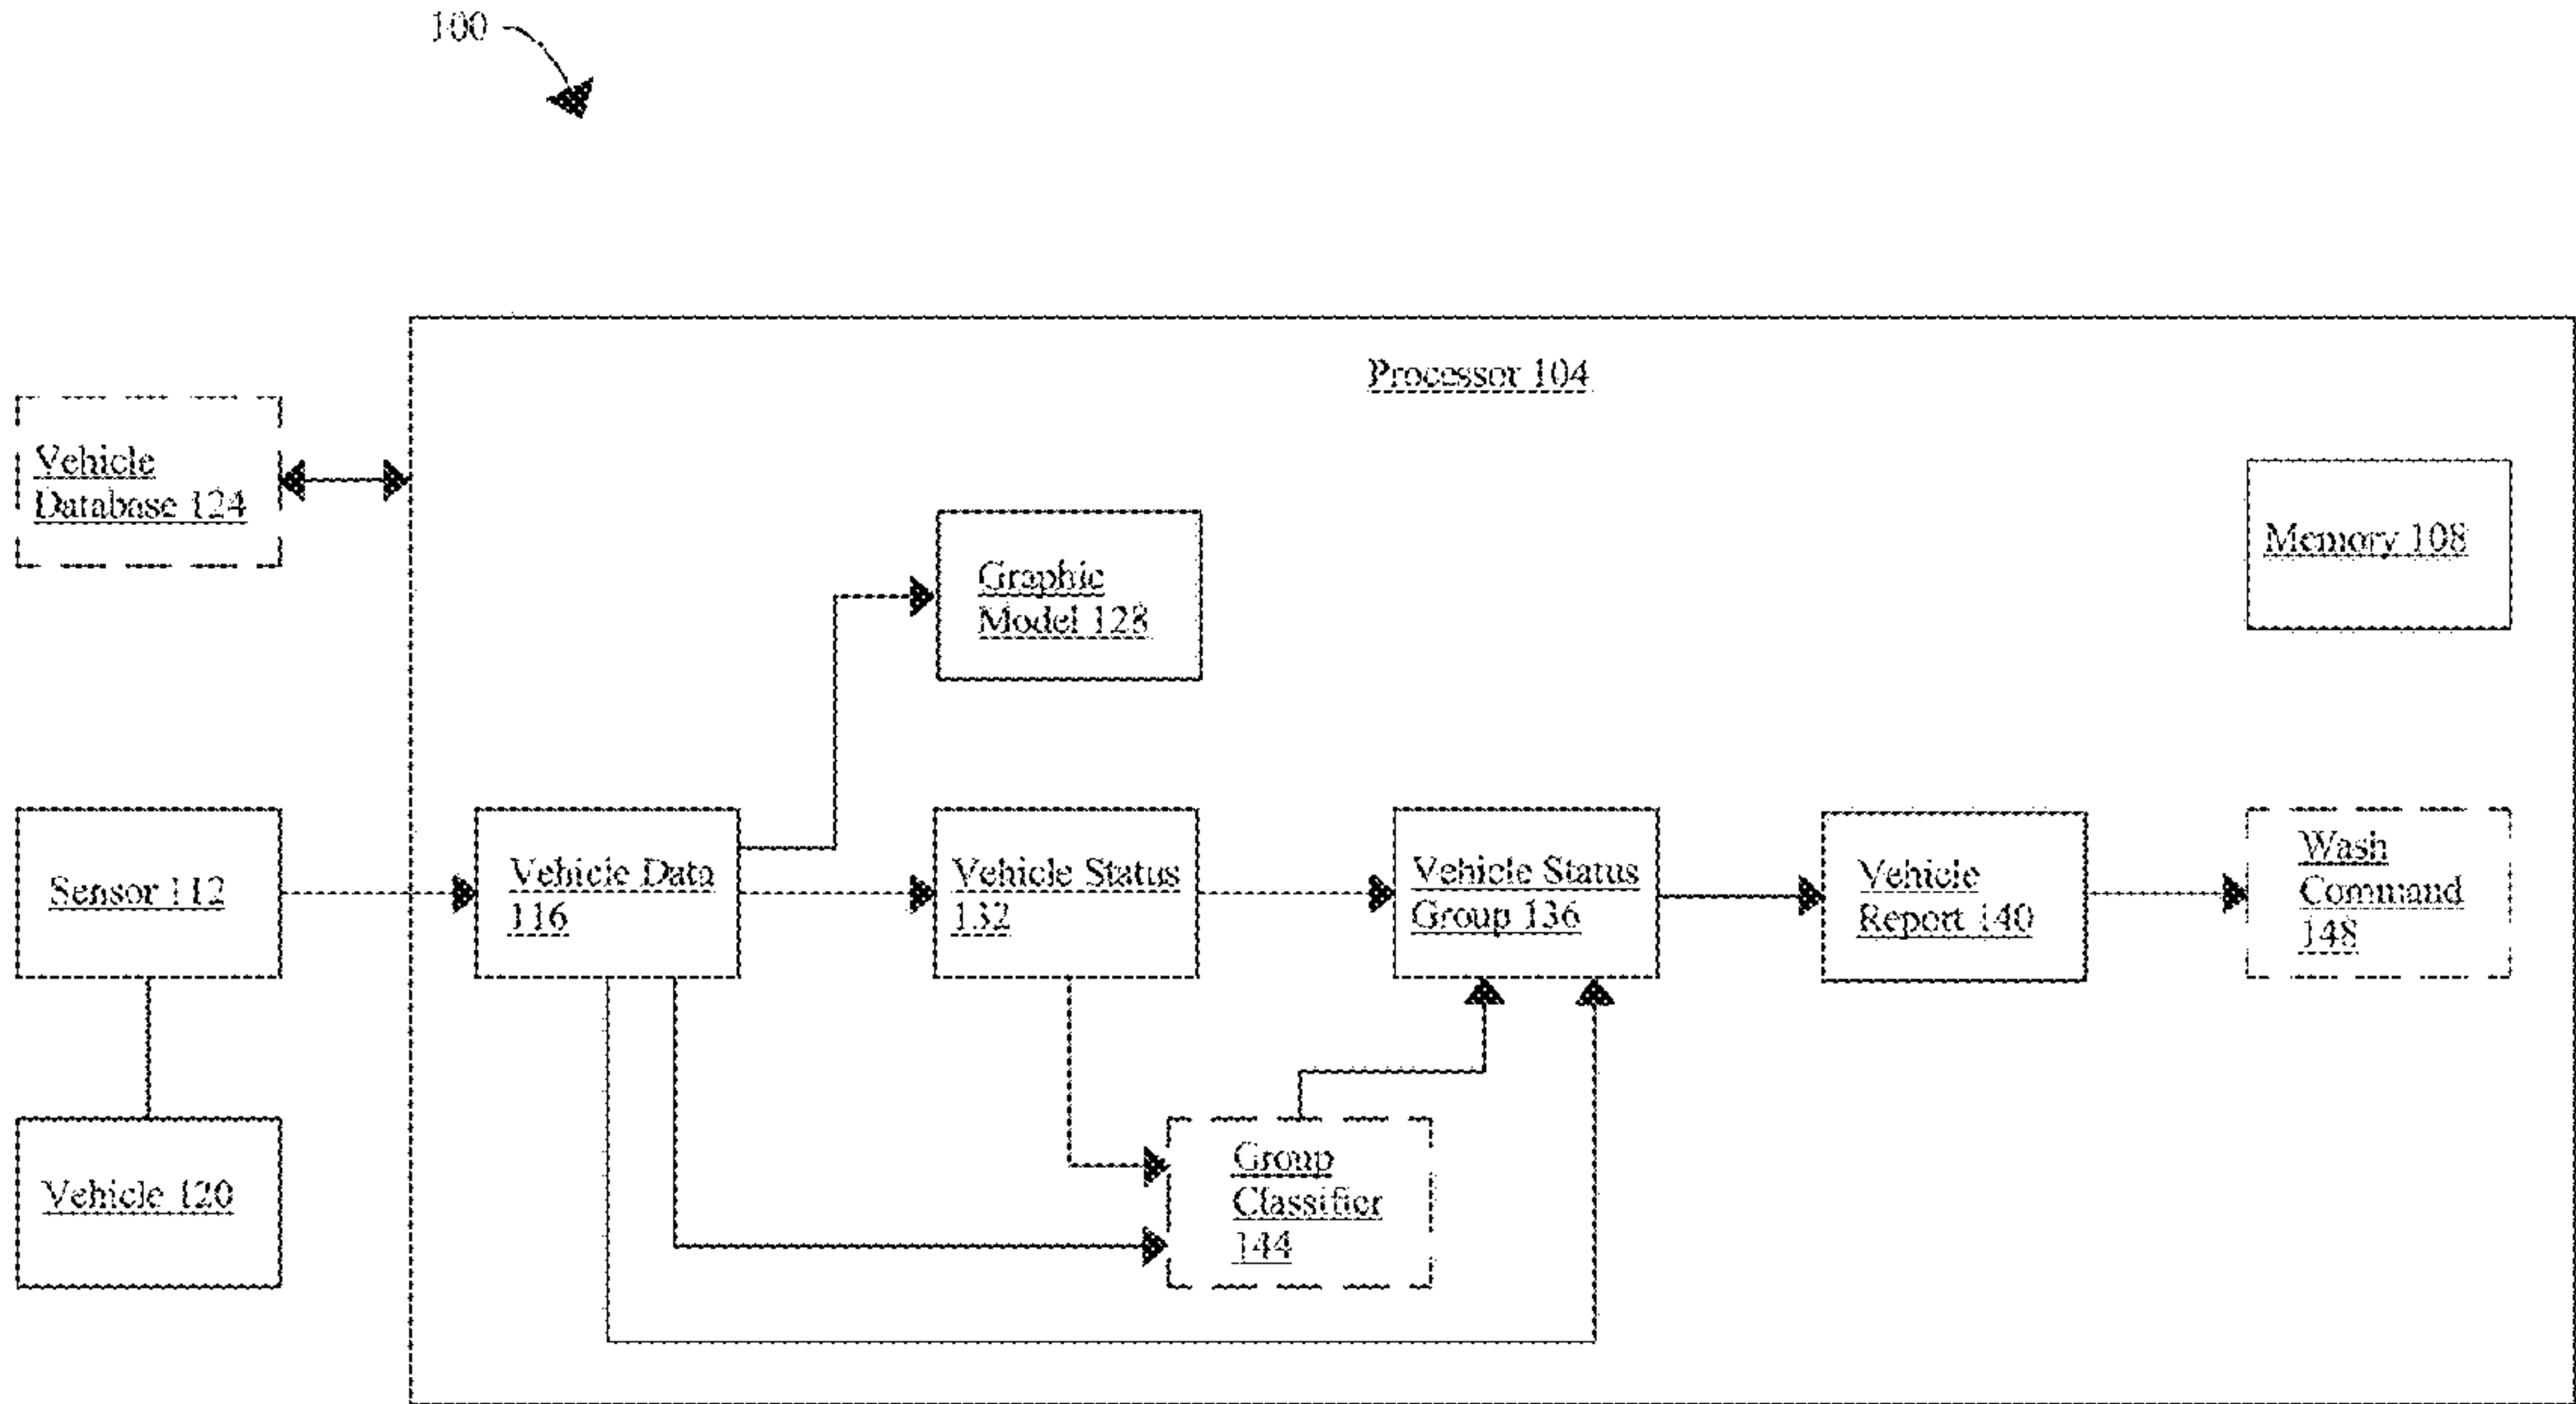 100
Processor 104
Vehicle
Database 124
Graphic
Model 128
Memory 108
Sensor 112
Vehicle Data
116
Vehicle Status
132
Vehicle Status
Group 136
Vehicle
Report 140
Wash
Command
148
Vehicle 120
Group
Classifier
144